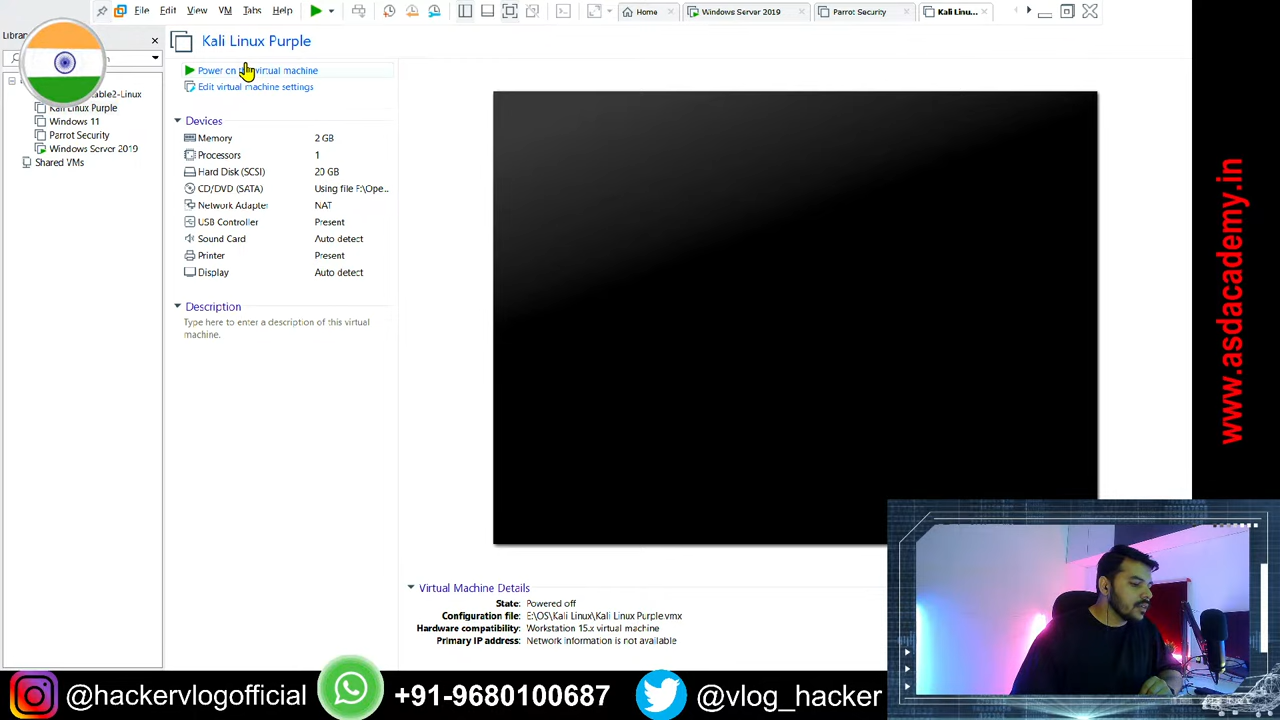 File Edit View VM Tabs Help
Home Windows Server 2019 Parrot Security Kali Linu...
Kali Linux Purple
Power on virtual machine
Edit virtual machine settings
Kali Linux Purple
Windows 11
Parrot Security
Windows Server 2019
Shared VMs
Devices
Memory 2 GB
Processors 1
Hard Disk (SCSI) 20 GB
CD/DVD (SATA) Using file F:\Ope...
Network Adapter NAT
USB Controller Present
Sound Card Auto detect
Printer Present
Display Auto detect
Description
Type here to enter a description of this virtual
machine.
Virtual Machine Details
State: Powered off
Configuration file: E:\OS\Kali Linux\Kali Linux Purple.vmx
Hardware compatibility: Workstation 15.x virtual machine
Primary IP address: Network information is not available
www.asdacademy.in
@hackervlogofficial +91-9680100687 @vlog_hacker